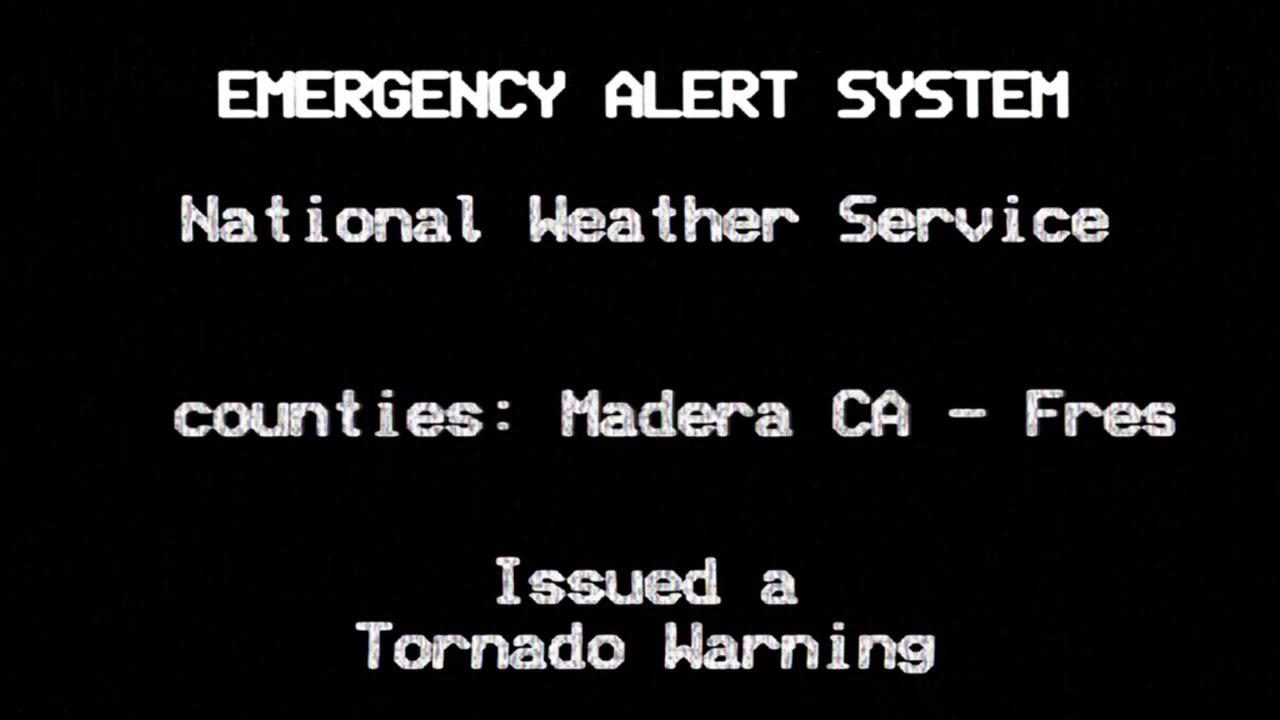 EMERGENCY ALERT SYSTEM
National Weather Service
counties: Madera CA - Fres
Issued a
Tornado Warning